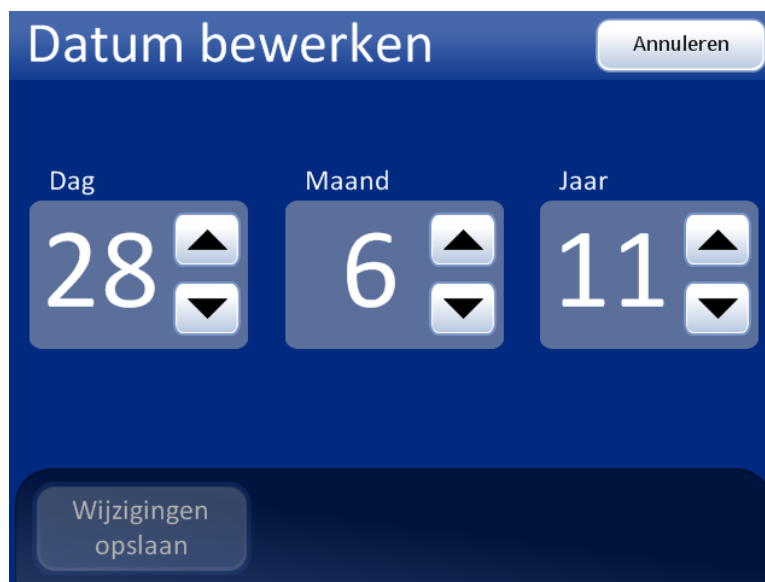 Datum bewerken
Annuleren
Dag
Maand
Jaar
28
6
11
Wijzigingen
opslaan